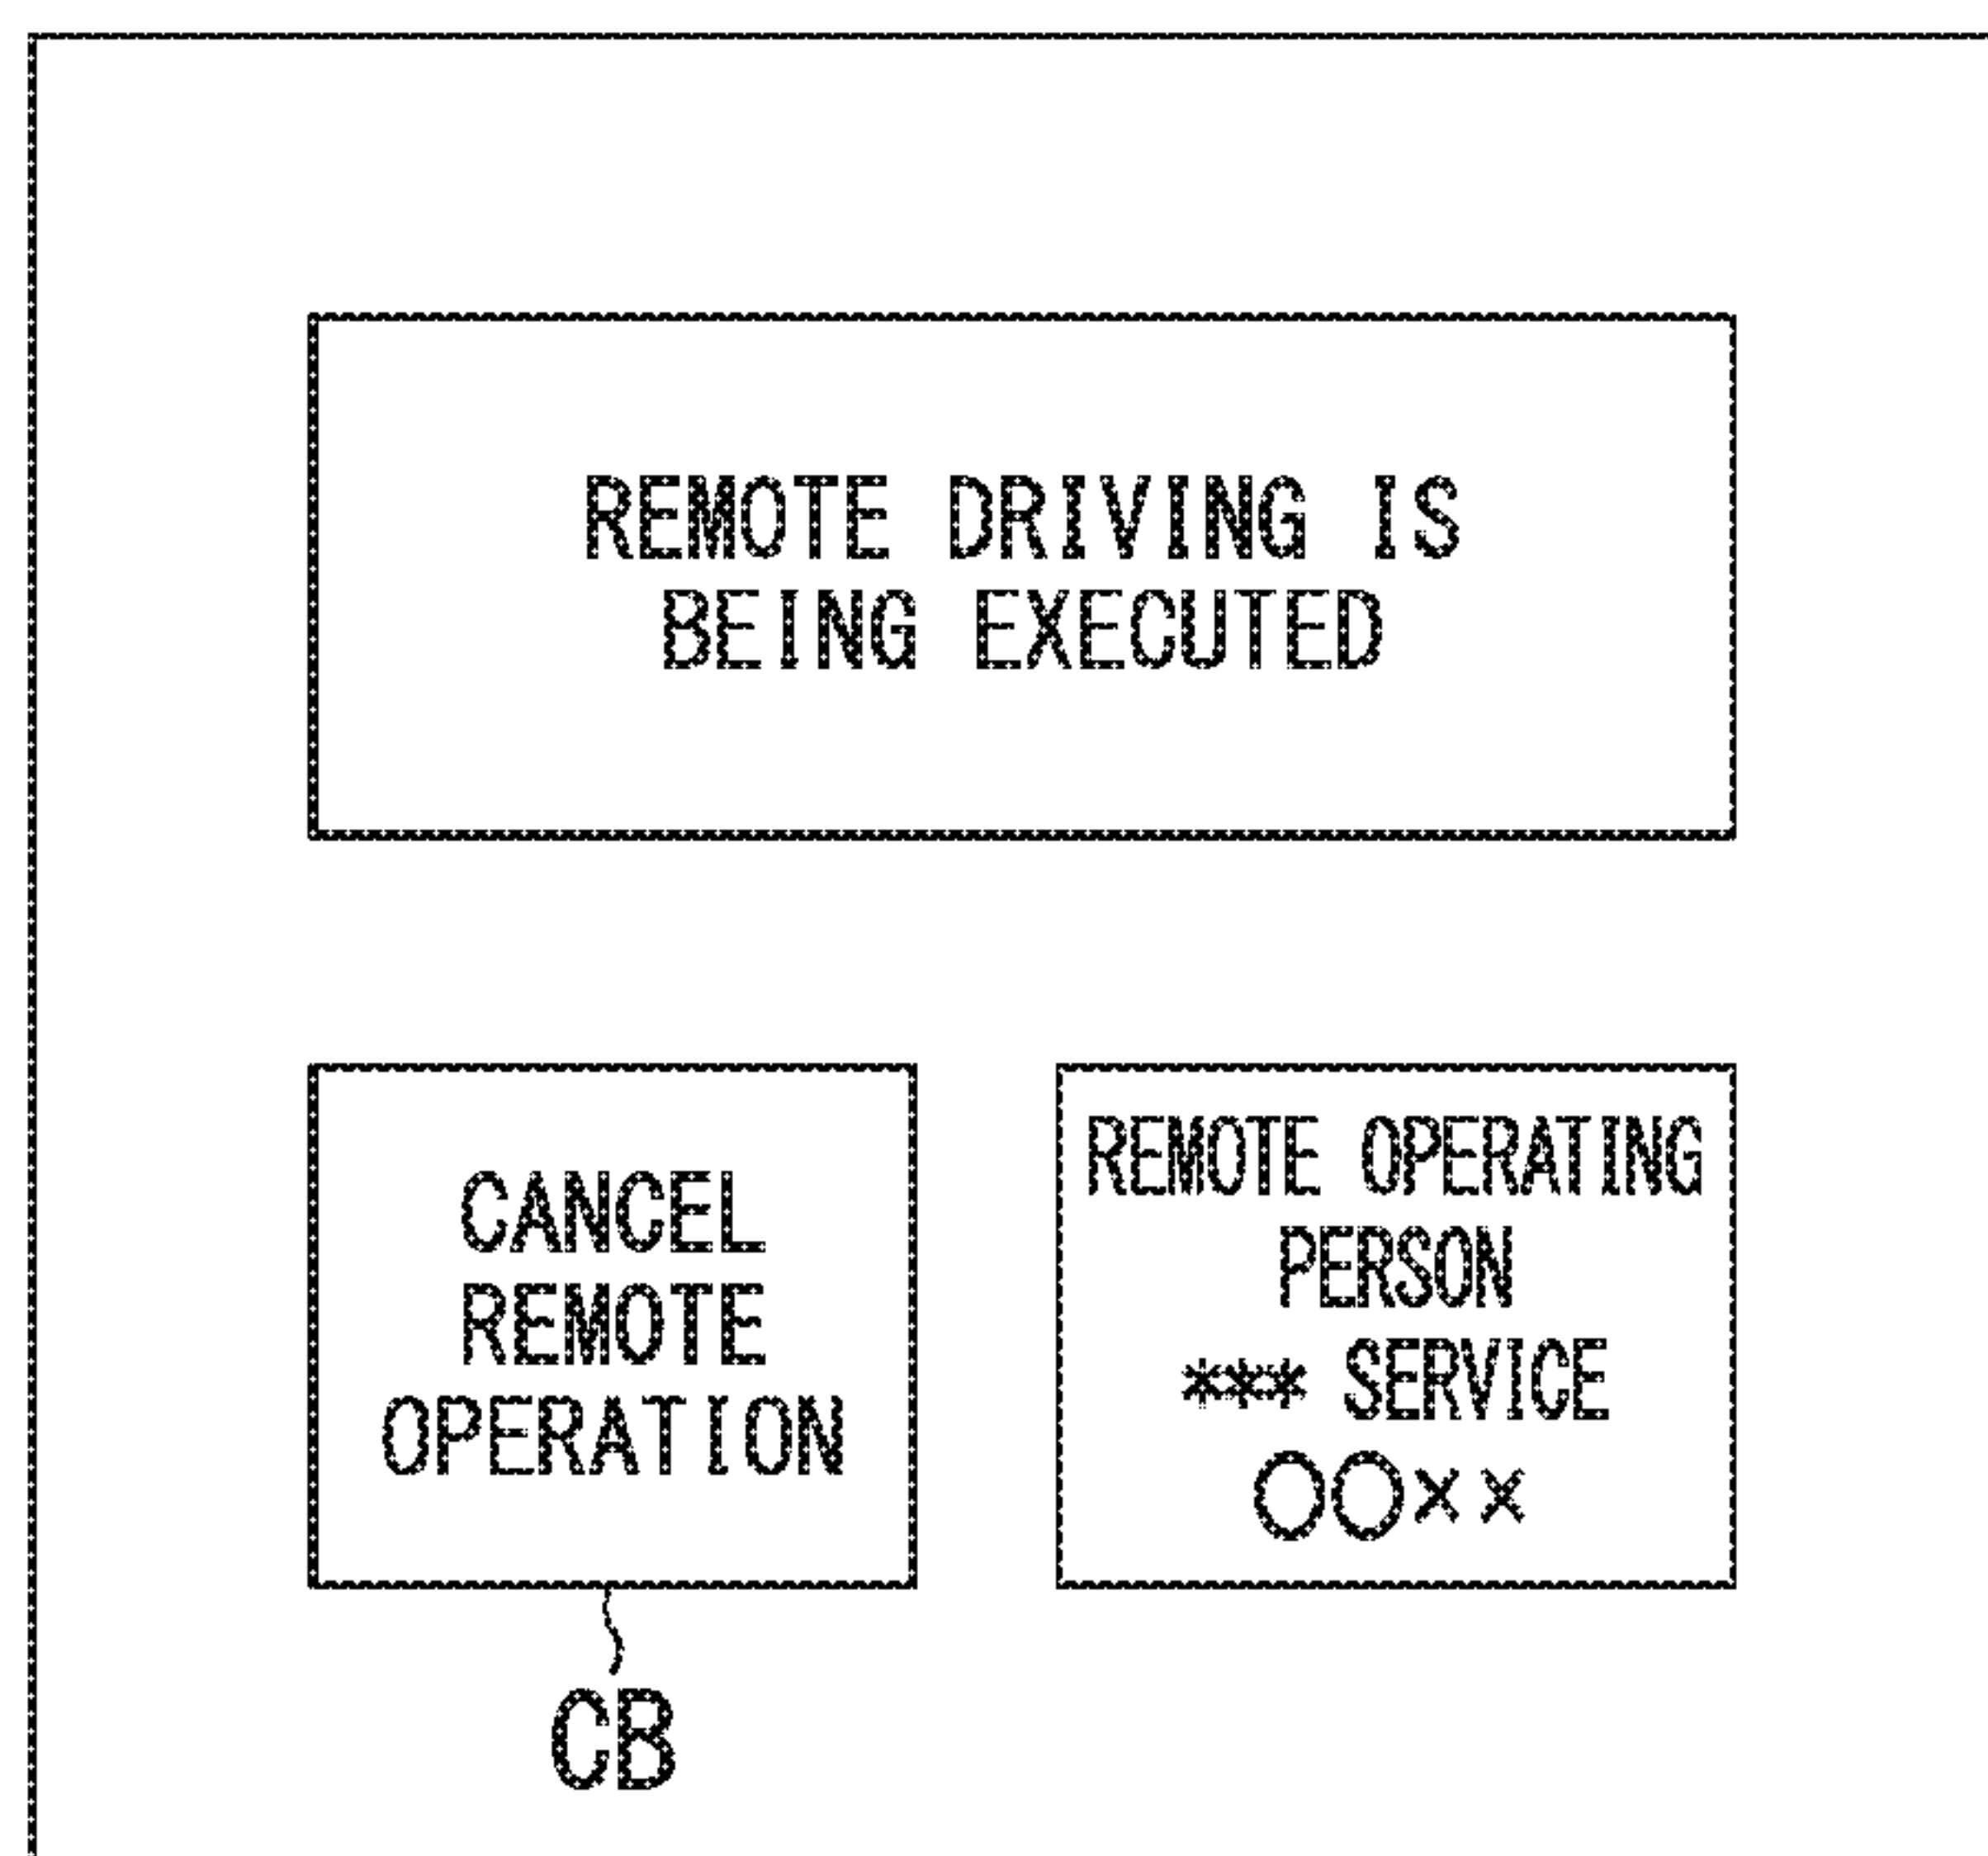 REMOTE DRIVING IS
BEING EXECUTED
CANCEL
REMOTE
OPERATION
REMOTE OPERATING
PERSON
*** SERVICE
○○××
CB